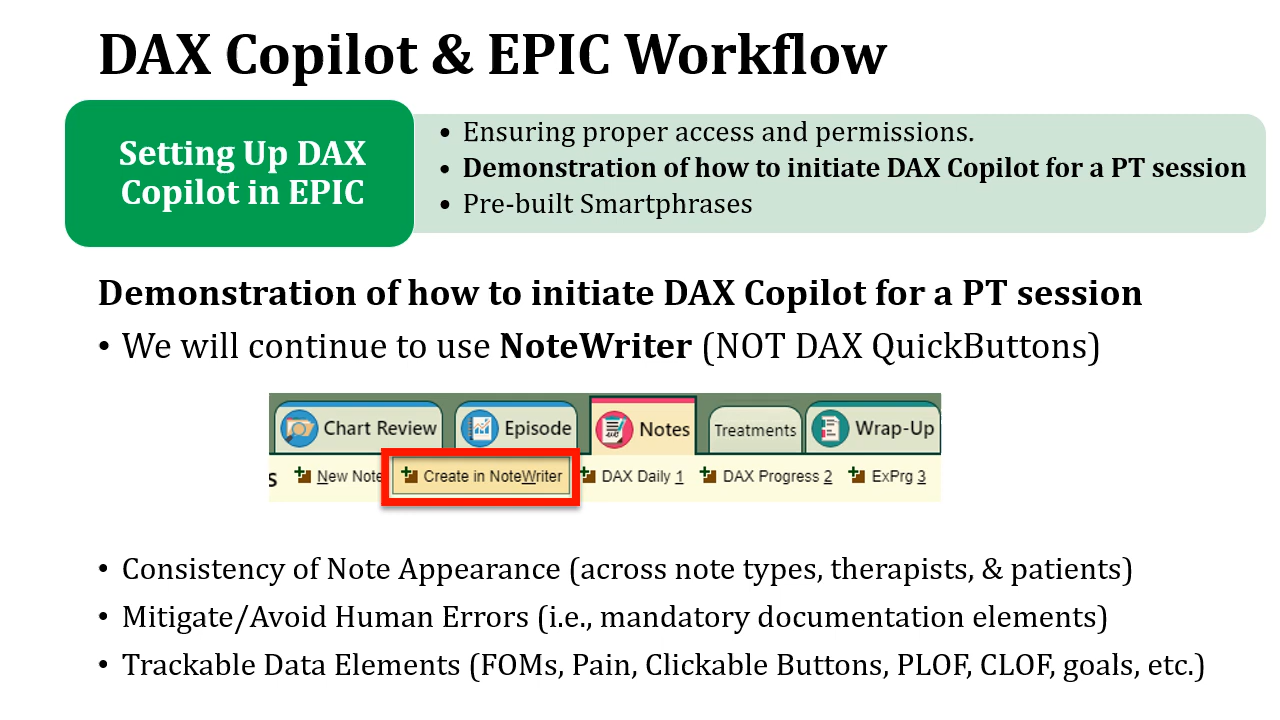 DAX Copilot & EPIC Workflow
Setting Up DAX
Copilot in EPIC
• Ensuring proper access and permissions.
• Demonstration of how to initiate DAX Copilot for a PT session
• Pre-built Smartphrases
Demonstration of how to initiate DAX Copilot for a PT session
• We will continue to use NoteWriter (NOT DAX QuickButtons)
Chart Review Episode Notes Treatments Wrap-Up
s New Note Create in NoteWriter DAX Daily 1 DAX Progress 2 ExPrg 3
• Consistency of Note Appearance (across note types, therapists, & patients)
• Mitigate/Avoid Human Errors (i.e., mandatory documentation elements)
• Trackable Data Elements (FOMs, Pain, Clickable Buttons, PLOF, CLOF, goals, etc.)